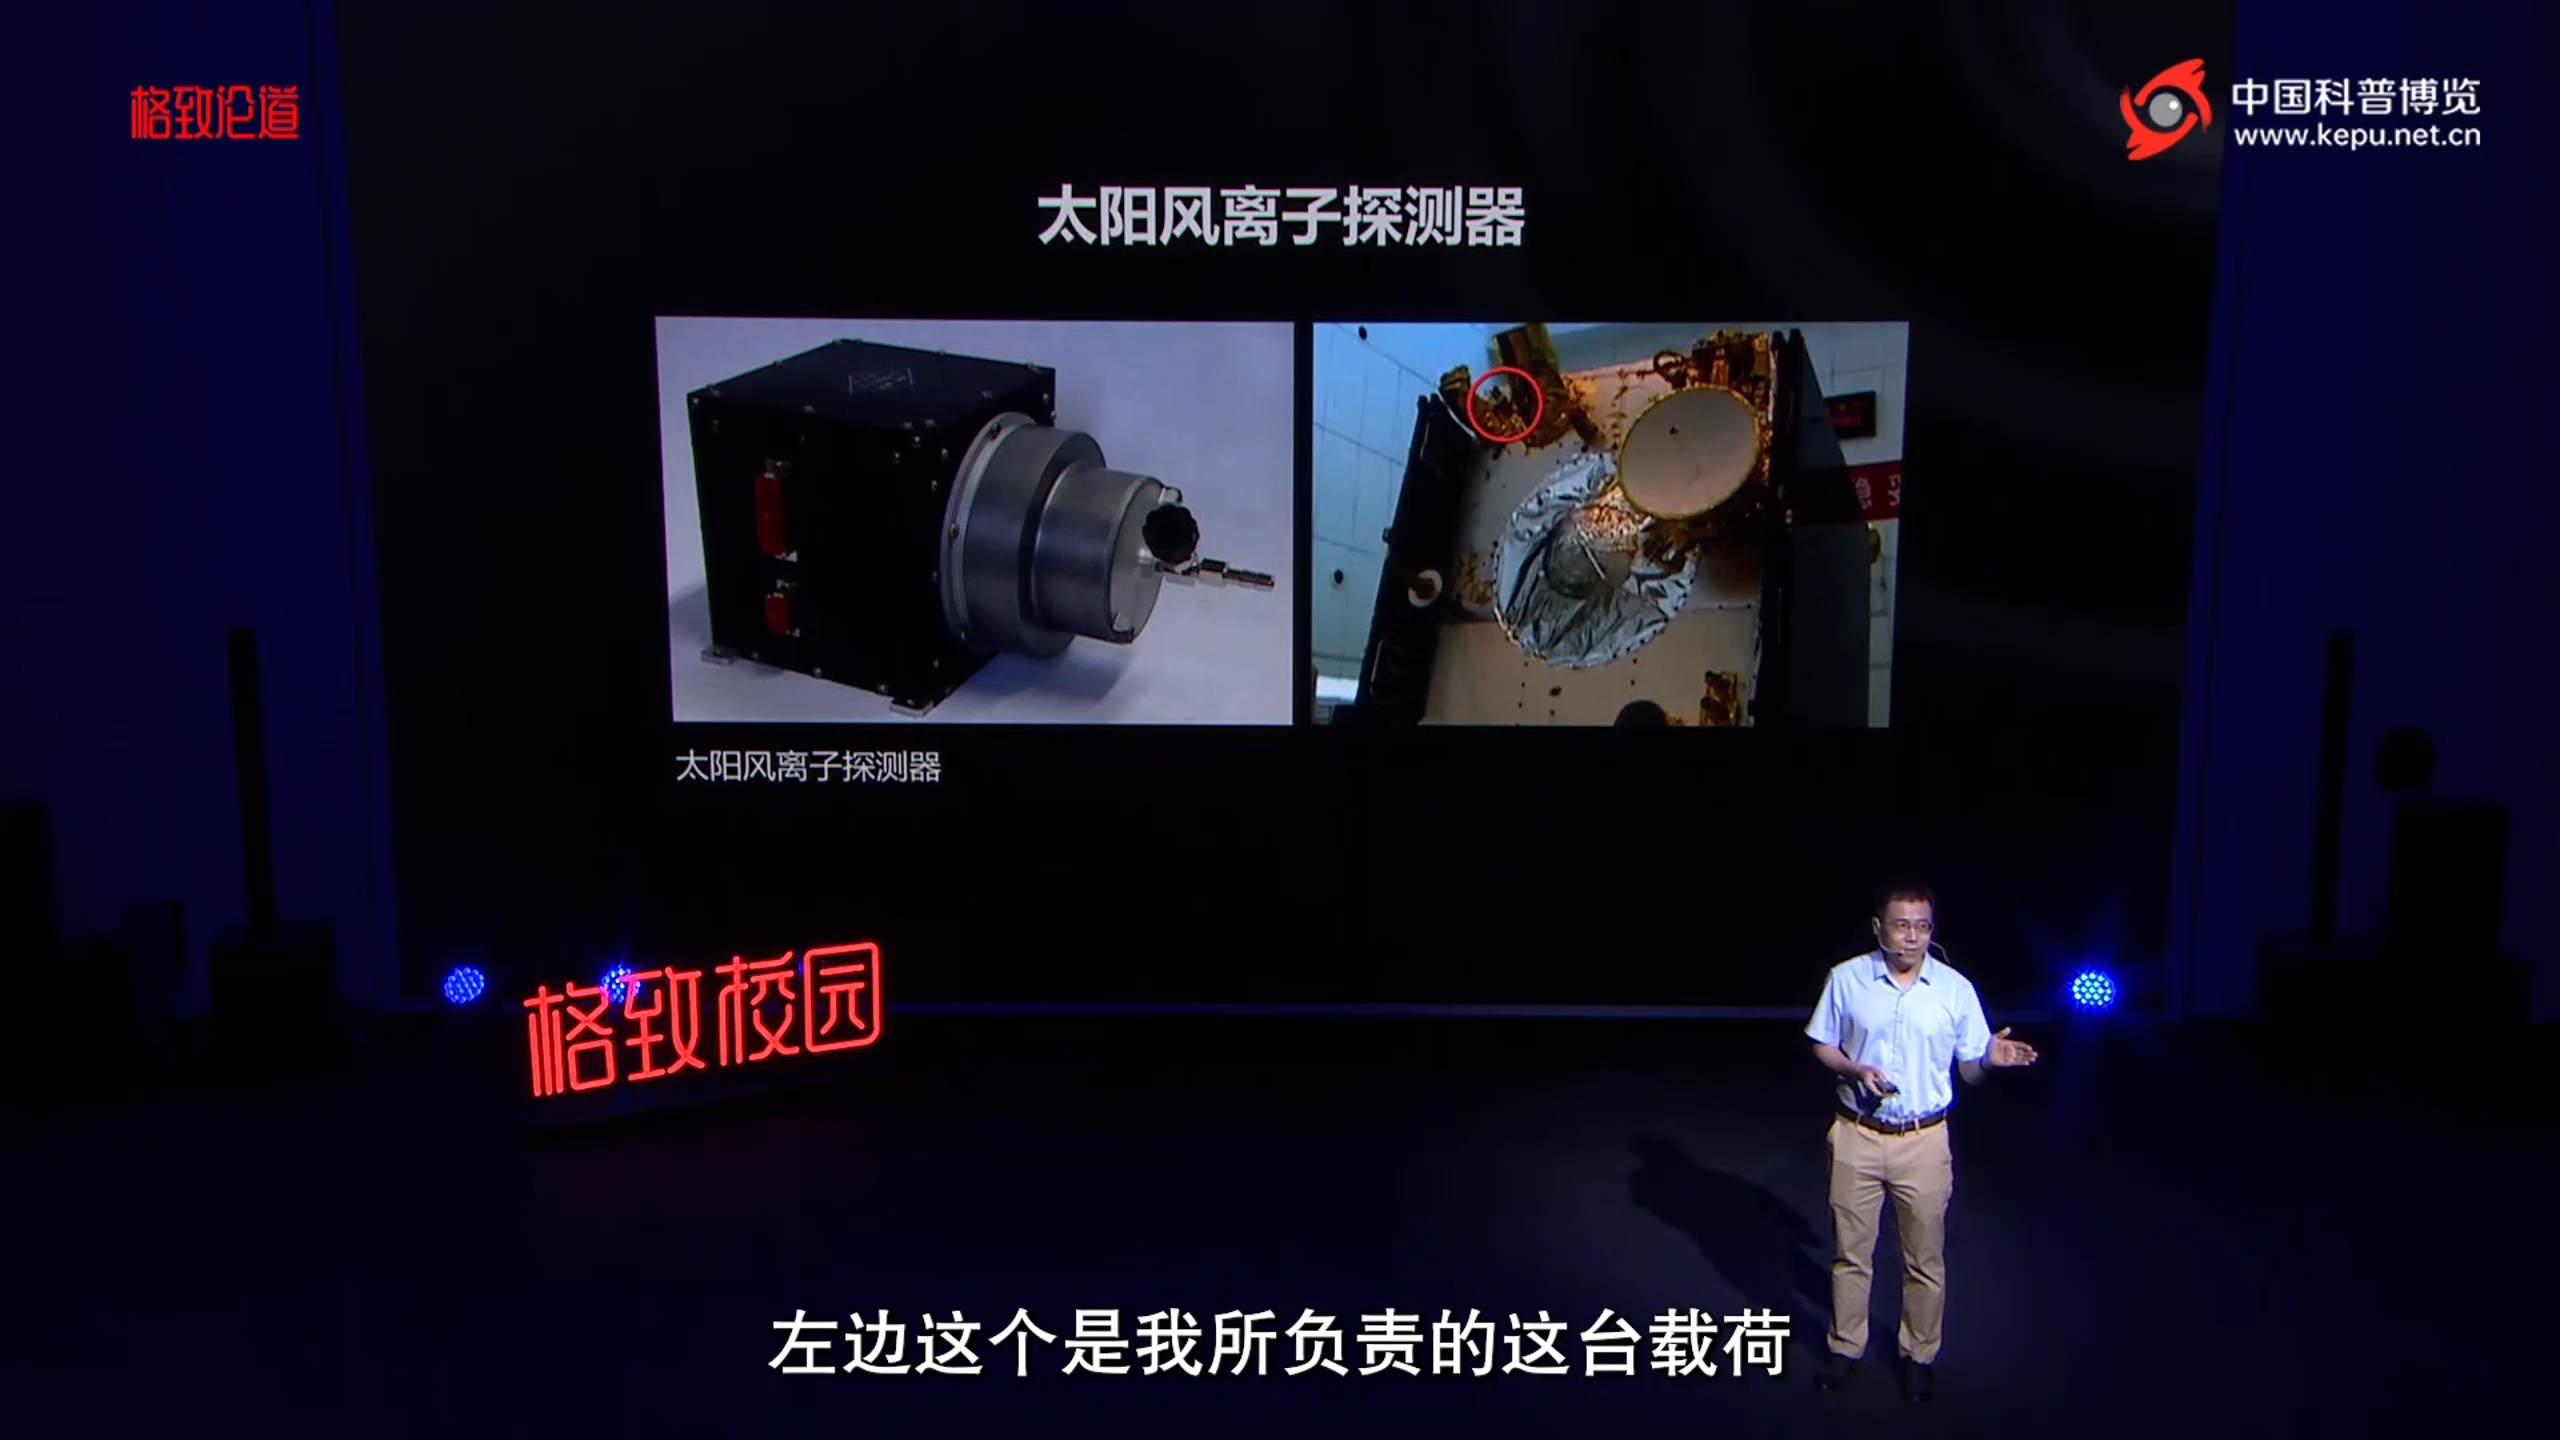 格致论道
中国科普博览
www.kepu.net.cn
太阳风离子探测器
太阳风离子探测器
格致校园
左边这个是我所负责的这台载荷